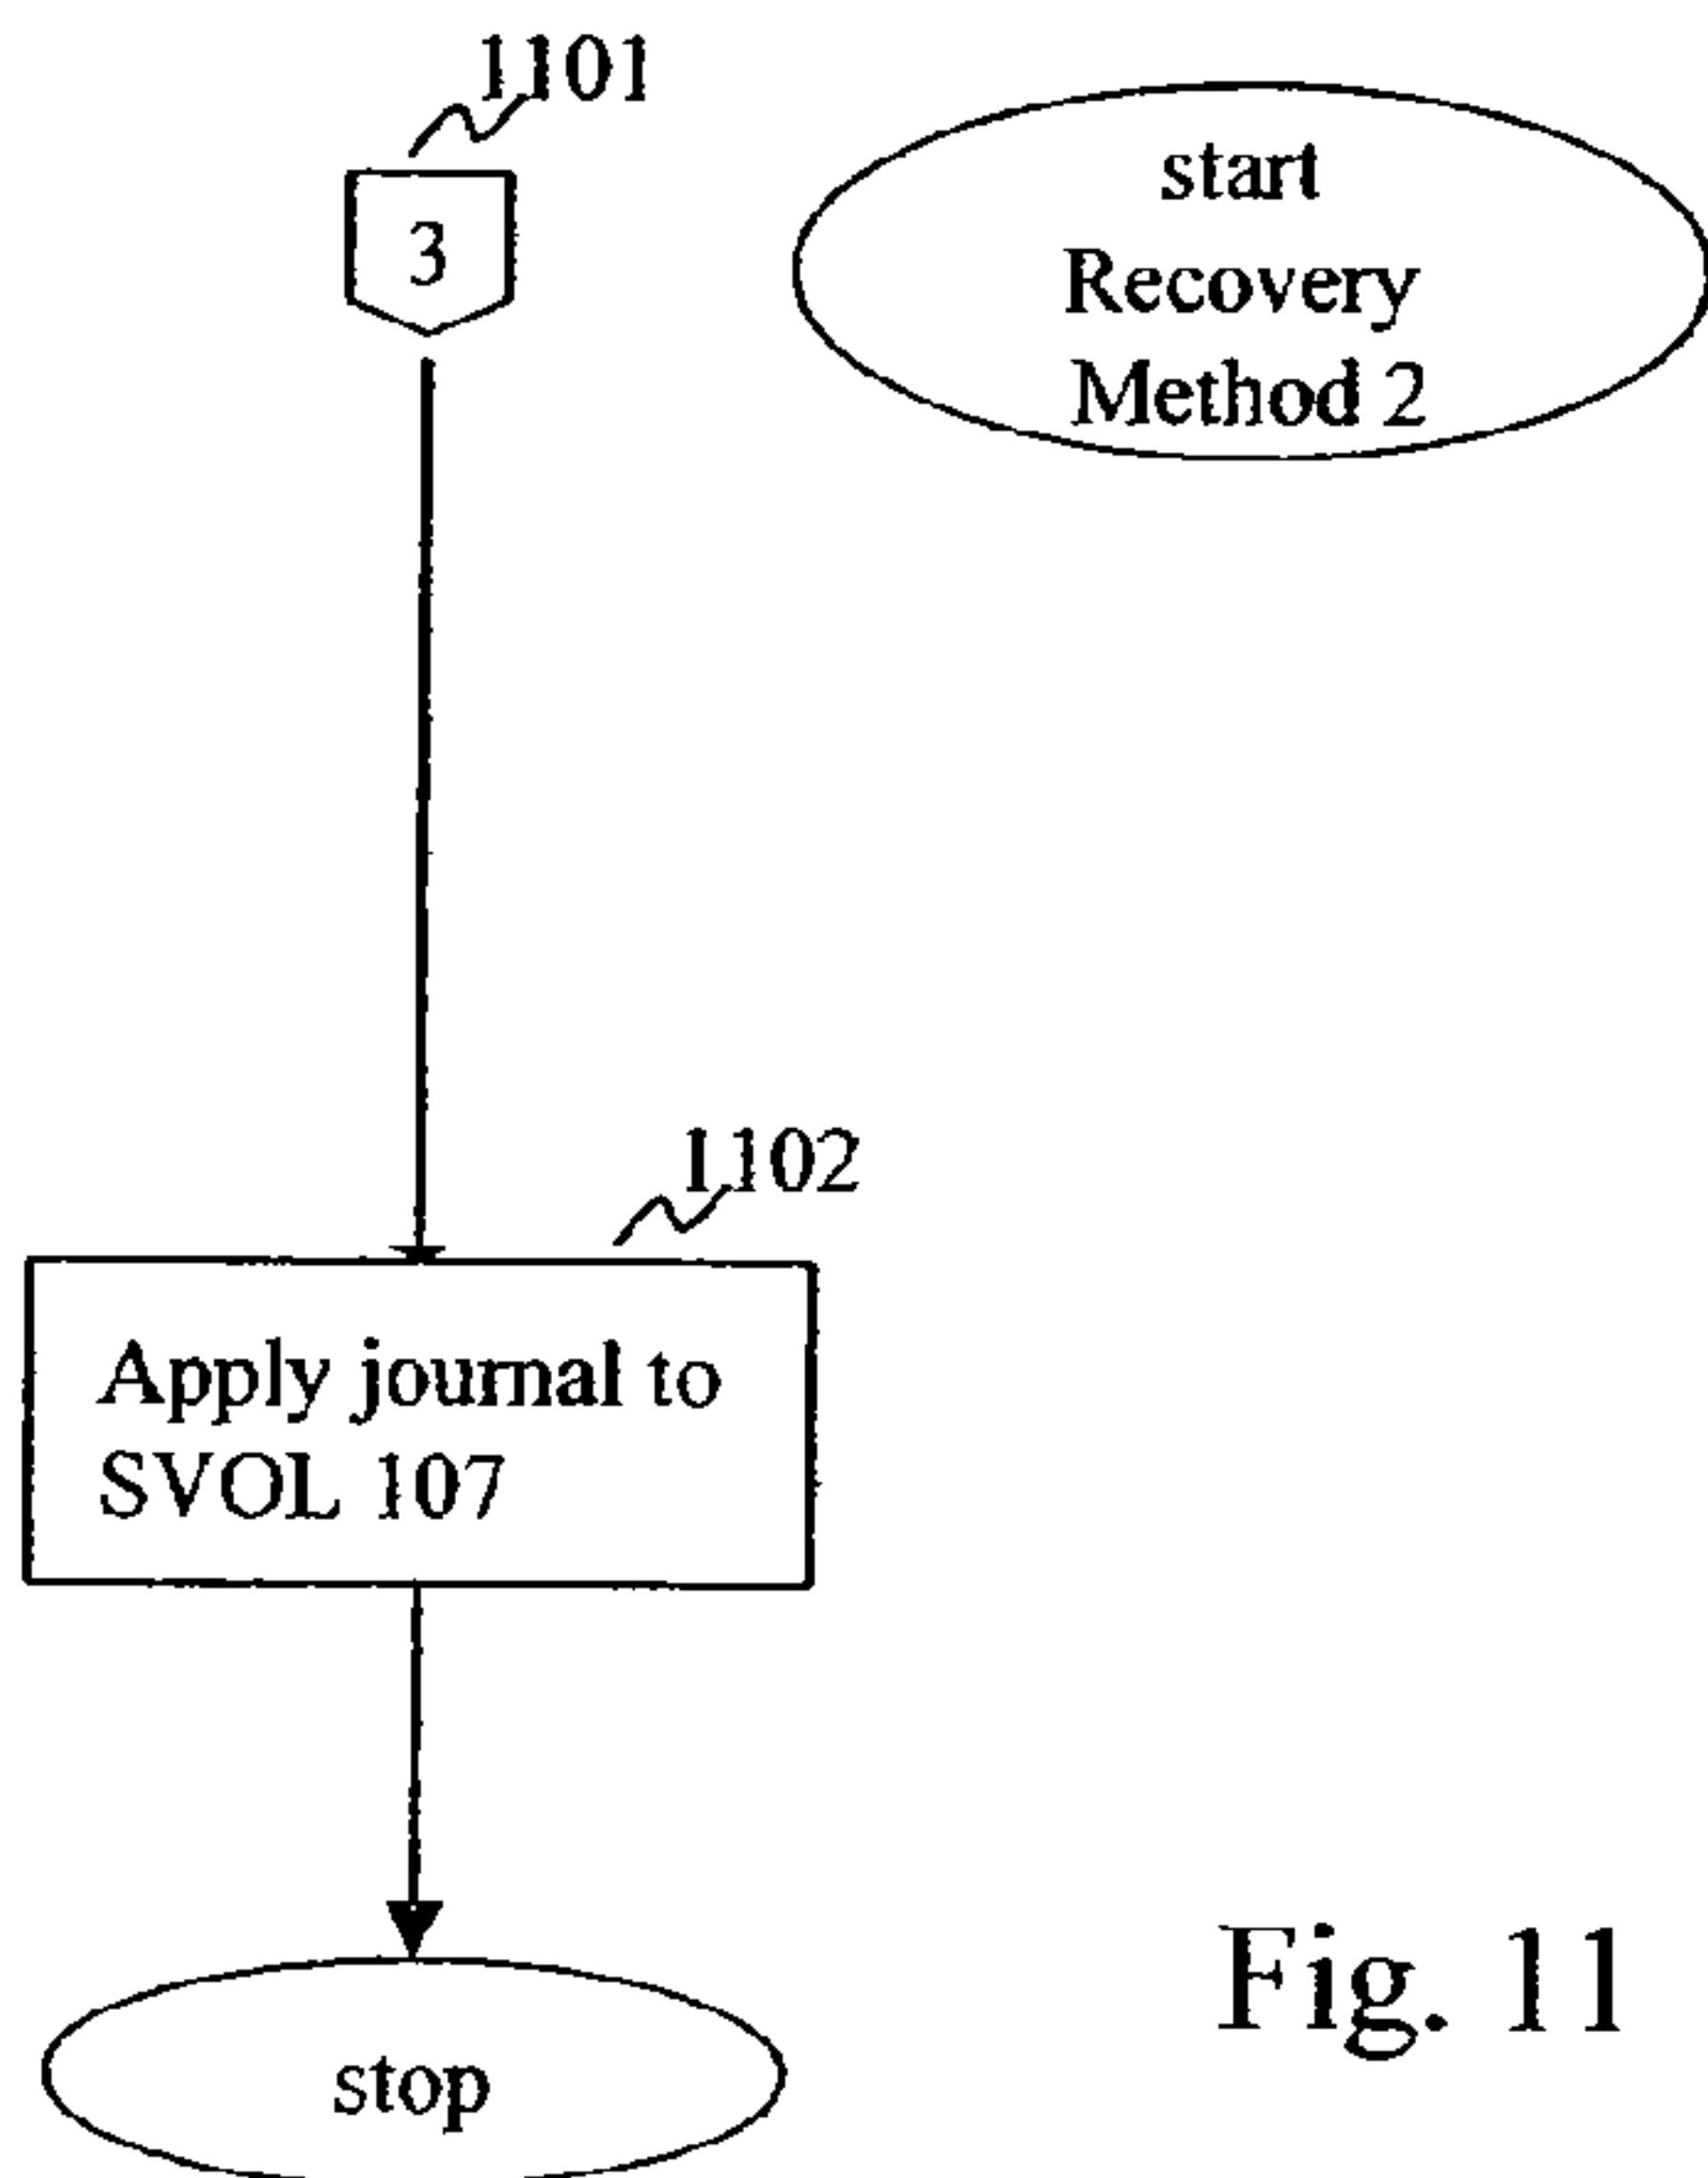 1101
3
start
Recovery
Method 2
1102
Apply journal to
SVOL 107
stop
Fig. 11